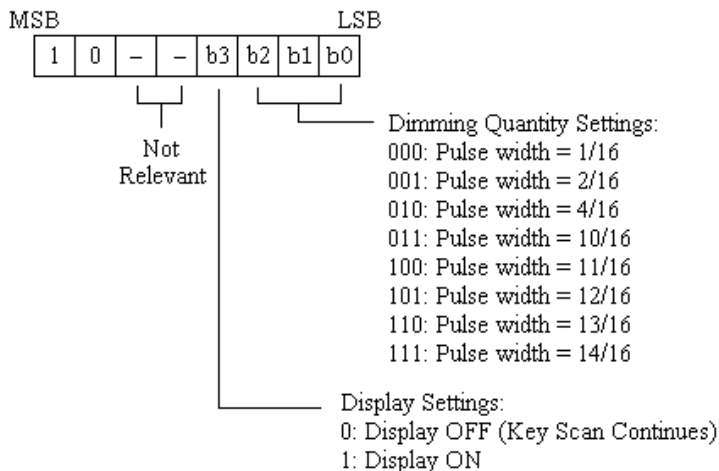 MSB LSB
1 0 – – b3 b2 b1 b0
Not
Relevant
Dimming Quantity Settings:
000: Pulse width = 1/16
001: Pulse width = 2/16
010: Pulse width = 4/16
011: Pulse width = 10/16
100: Pulse width = 11/16
101: Pulse width = 12/16
110: Pulse width = 13/16
111: Pulse width = 14/16
Display Settings:
0: Display OFF (Key Scan Continues)
1: Display ON